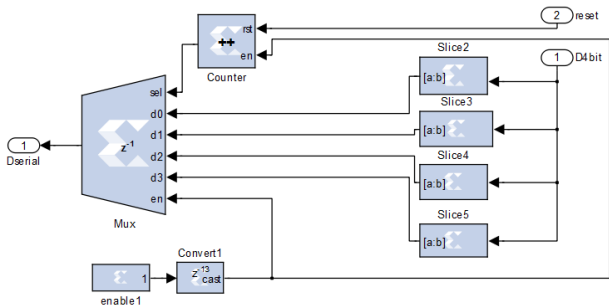 2
reset
rst
++
en
Counter
1
D4bit
Slice2
[a:b]
sel
Slice3
d0
[a:b]
d1
1
Dserial
z-1
d2
Slice4
[a:b]
d3
en
Slice5
[a:b]
Mux
Convert1
1
z-13
cast
enable1